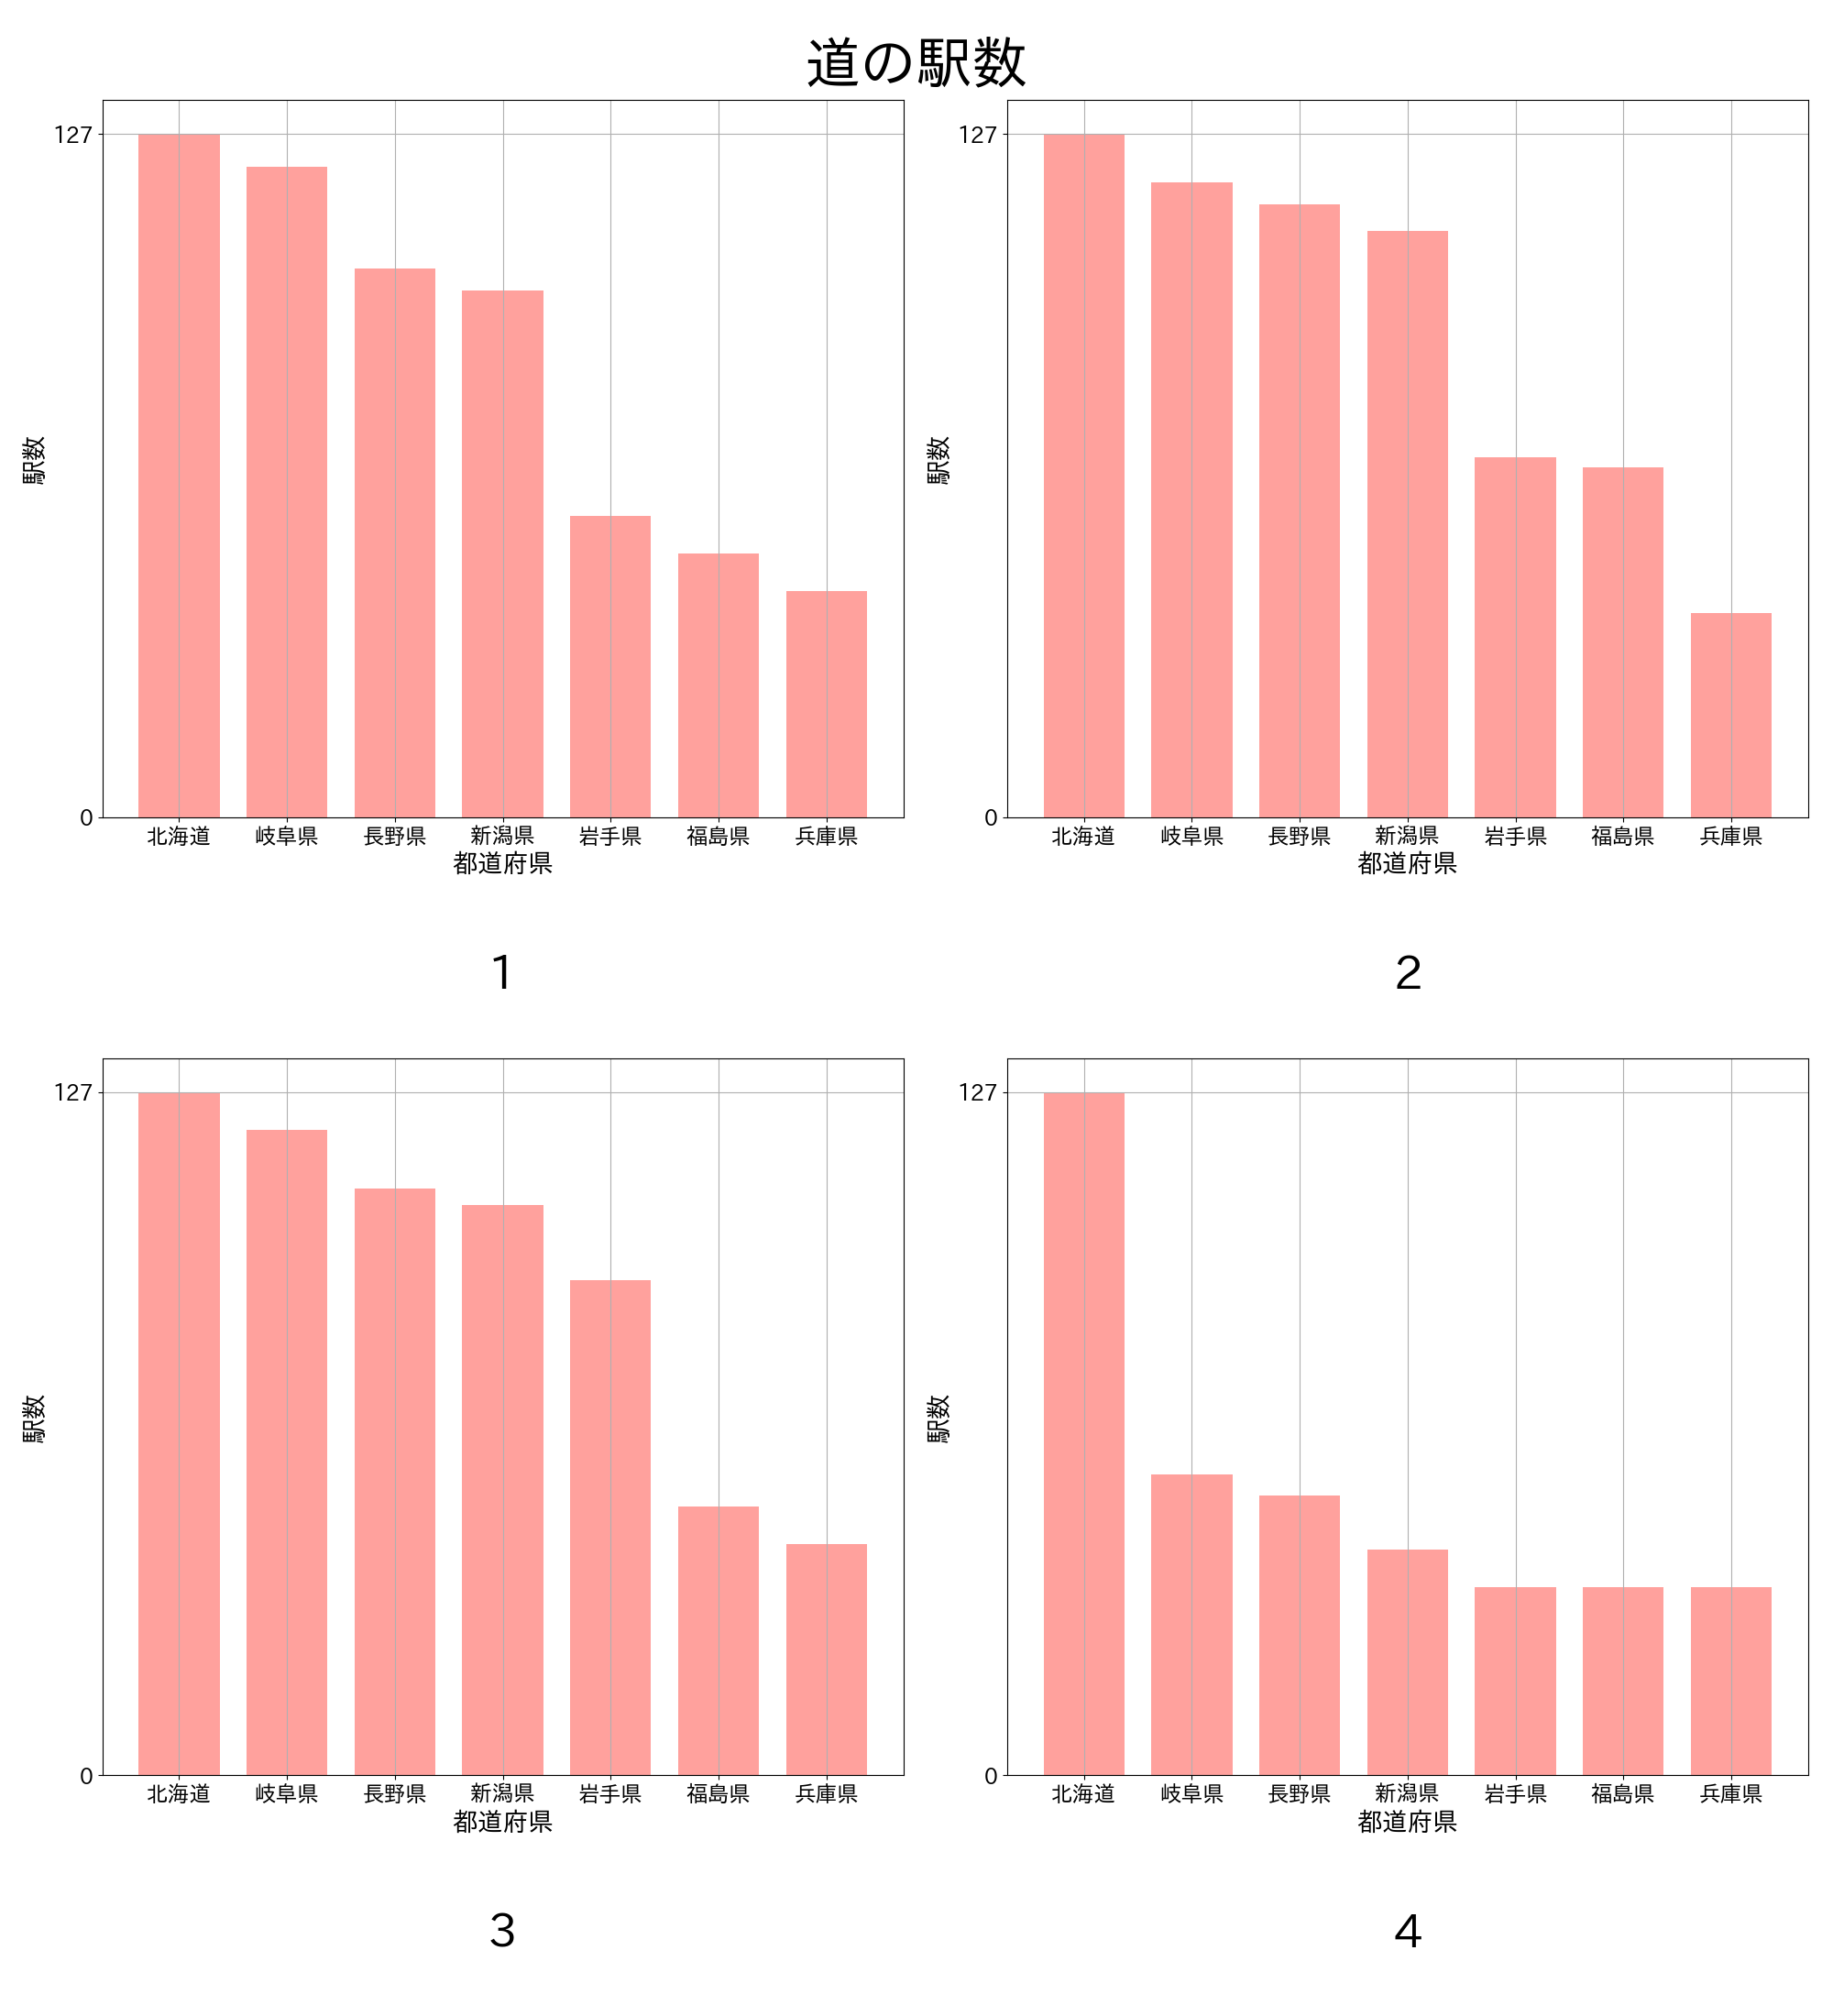 道の駅数
127
0
駅数
北海道 岐阜県 長野県 新潟県 岩手県 福島県 兵庫県
都道府県
1
127
0
駅数
北海道 岐阜県 長野県 新潟県 岩手県 福島県 兵庫県
都道府県
2
127
0
駅数
北海道 岐阜県 長野県 新潟県 岩手県 福島県 兵庫県
都道府県
3
127
0
駅数
北海道 岐阜県 長野県 新潟県 岩手県 福島県 兵庫県
都道府県
4